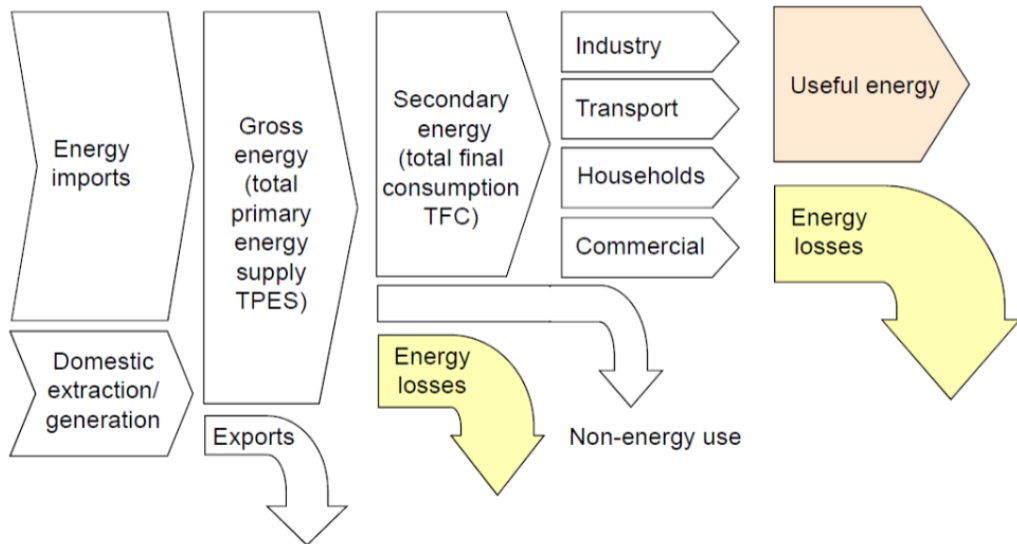 Energy
imports
Domestic
extraction/
generation
Gross
energy
(total
primary
energy
supply
TPES)
Exports
Secondary
energy
(total final
consumption
TFC)
Energy
losses
Non-energy use
Industry
Transport
Households
Commercial
Useful energy
Energy
losses